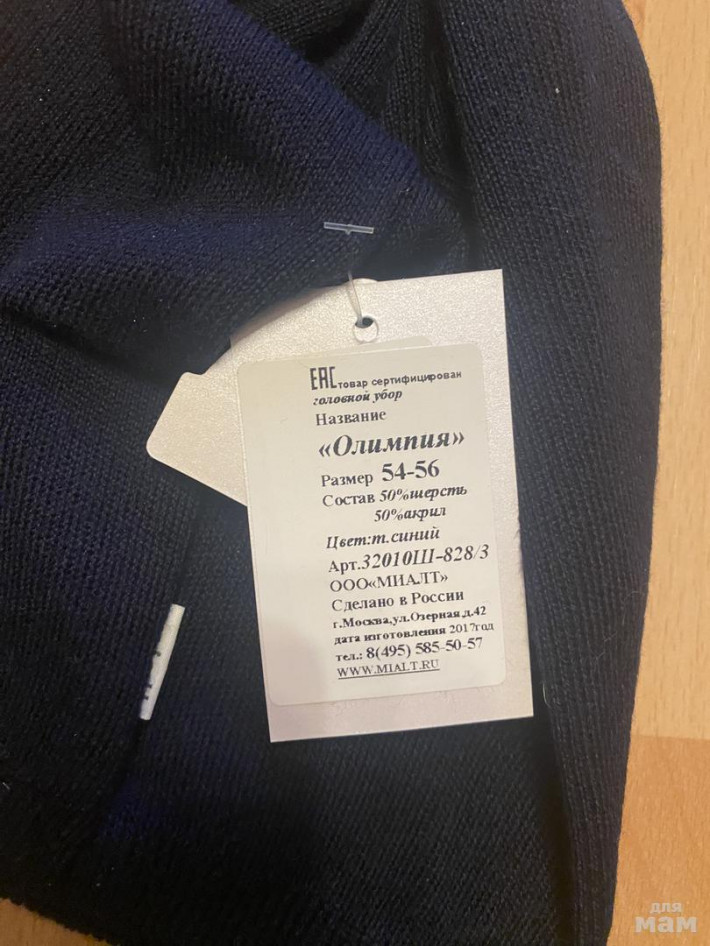 ЕАС товар сертифицирован
головной убор
Название
«Олимпия»
Размер 54-56
Состав 50%шерсть
50%акрил
Цвет:т.синий
Арт.32010Ш-828/3
ООО«МИАЛТ»
Сделано в России
г.Москва,ул.Озерная,д.42
дата изготовления 2017год
тел.: 8(495) 585-50-57
WWW.MIALT.RU
для
мам